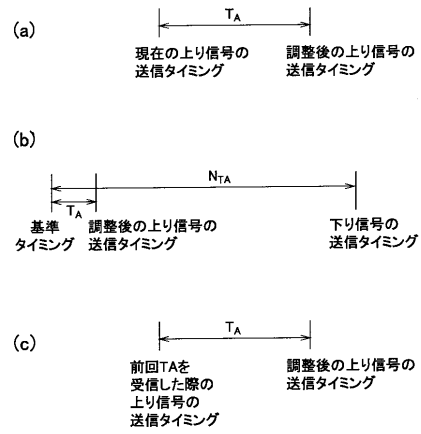 (a)
TA
現在の上り信号の
送信タイミング
調整後の上り信号の
送信タイミング
(b)
NTA
TA
基準
タイミング
調整後の上り信号の
送信タイミング
下り信号の
送信タイミング
(c)
TA
前回TAを
受信した際の
上り信号の
送信タイミング
調整後の上り信号の
送信タイミング